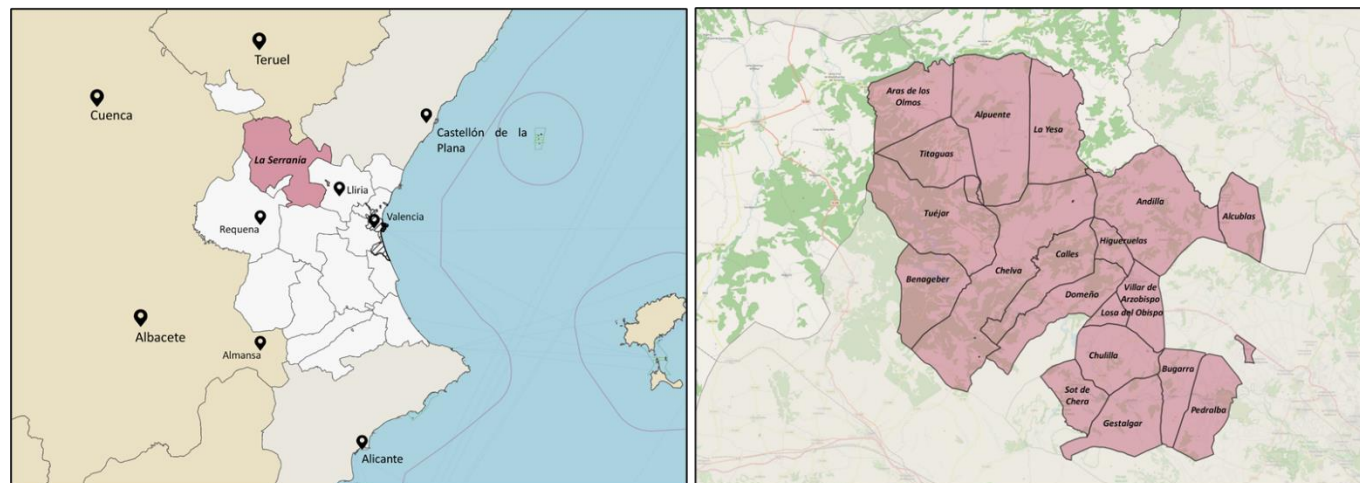 Teruel
Cuenca
Castellón de la
Plana
La Serranía
Lliria
Valencia
Requena
Albacete
Almansa
Alicante
Aras de los
Olmos
Alpuente
La Yesa
Titaguas
Andilla
Tuéjar
Alcublas
Higueruelas
Calles
Benageber
Chelva
Villar de
Arzobispo
Domeño
Losa del Obispo
Chulilla
Bugarra
Sot de
Chera
Pedralba
Gestalgar